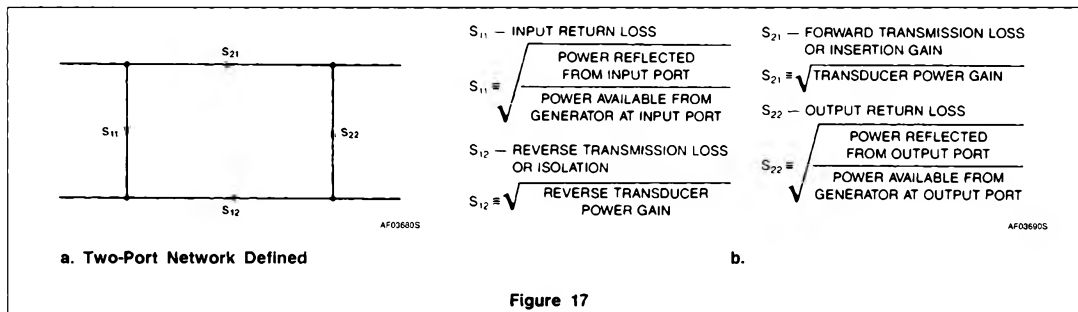 S21
S11
S22
S12
AF03680S
a. Two-Port Network Defined
S11 — INPUT RETURN LOSS
S11 ≡ √ POWER REFLECTED
FROM INPUT PORT
POWER AVAILABLE FROM
GENERATOR AT INPUT PORT
S12 — REVERSE TRANSMISSION LOSS
OR ISOLATION
S12 ≡ √ REVERSE TRANSDUCER
POWER GAIN
S21 — FORWARD TRANSMISSION LOSS
OR INSERTION GAIN
S21 ≡ √ TRANSDUCER POWER GAIN
S22 — OUTPUT RETURN LOSS
S22 ≡ √ POWER REFLECTED
FROM OUTPUT PORT
POWER AVAILABLE FROM
GENERATOR AT OUTPUT PORT
AF03690S
b.
Figure 17